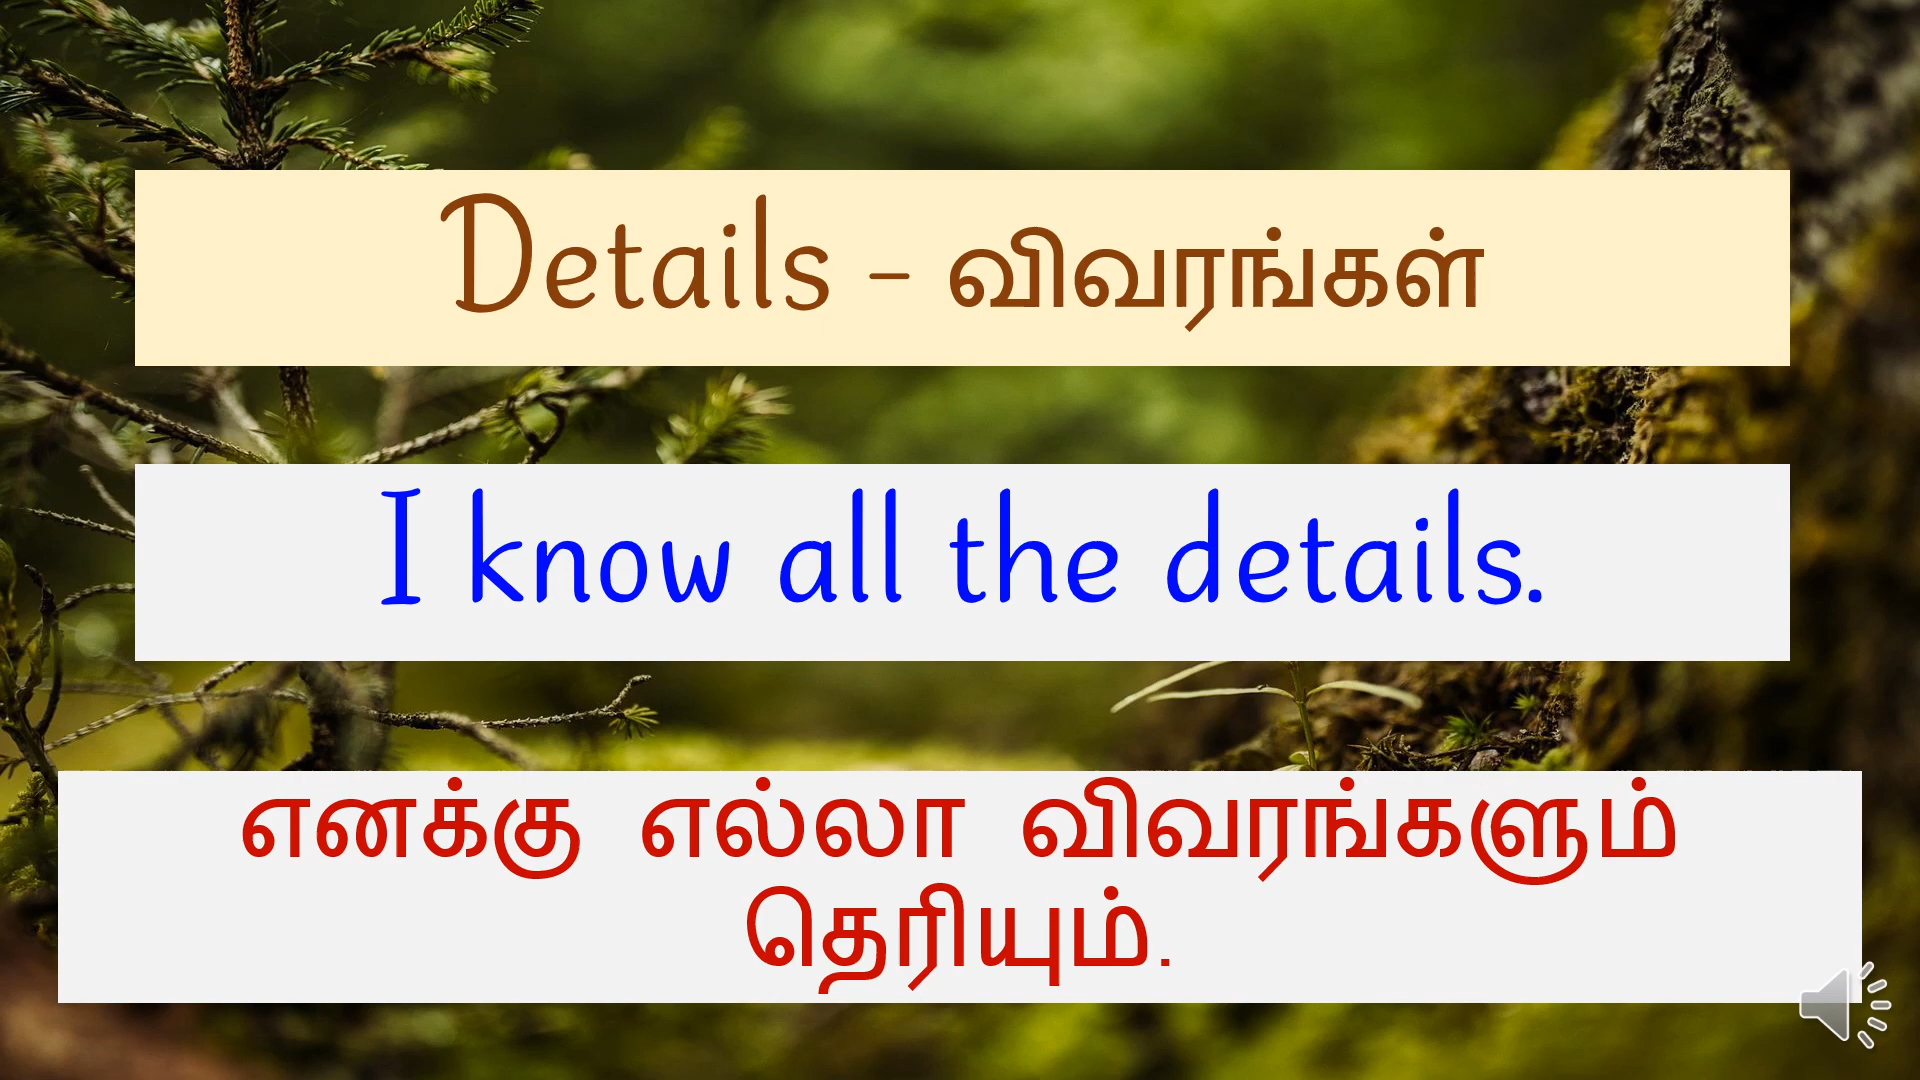 Details - விவரங்கள்
I know all the details.
எனக்கு எல்லா விவரங்களும்
தெரியும்.